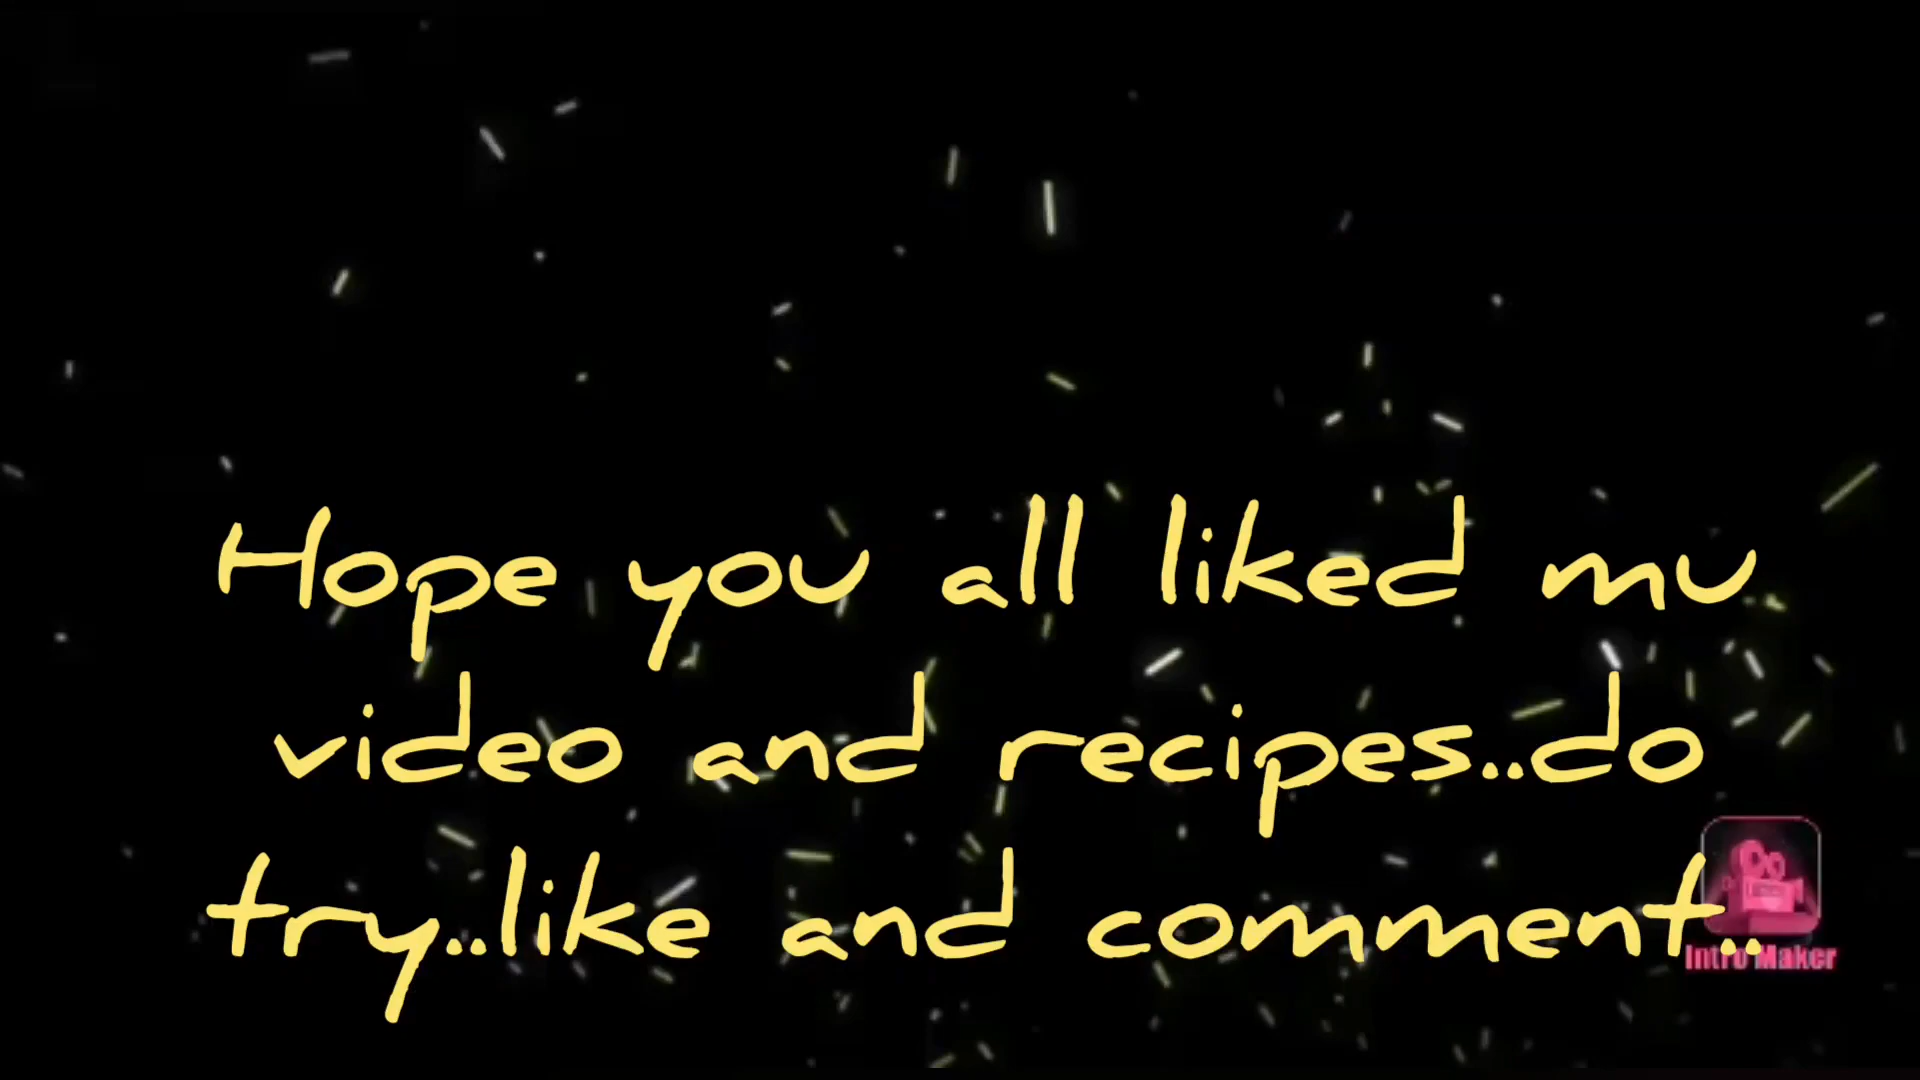 Hope you all liked mu
video and recipes..do
try..like and comment..
Intro Maker